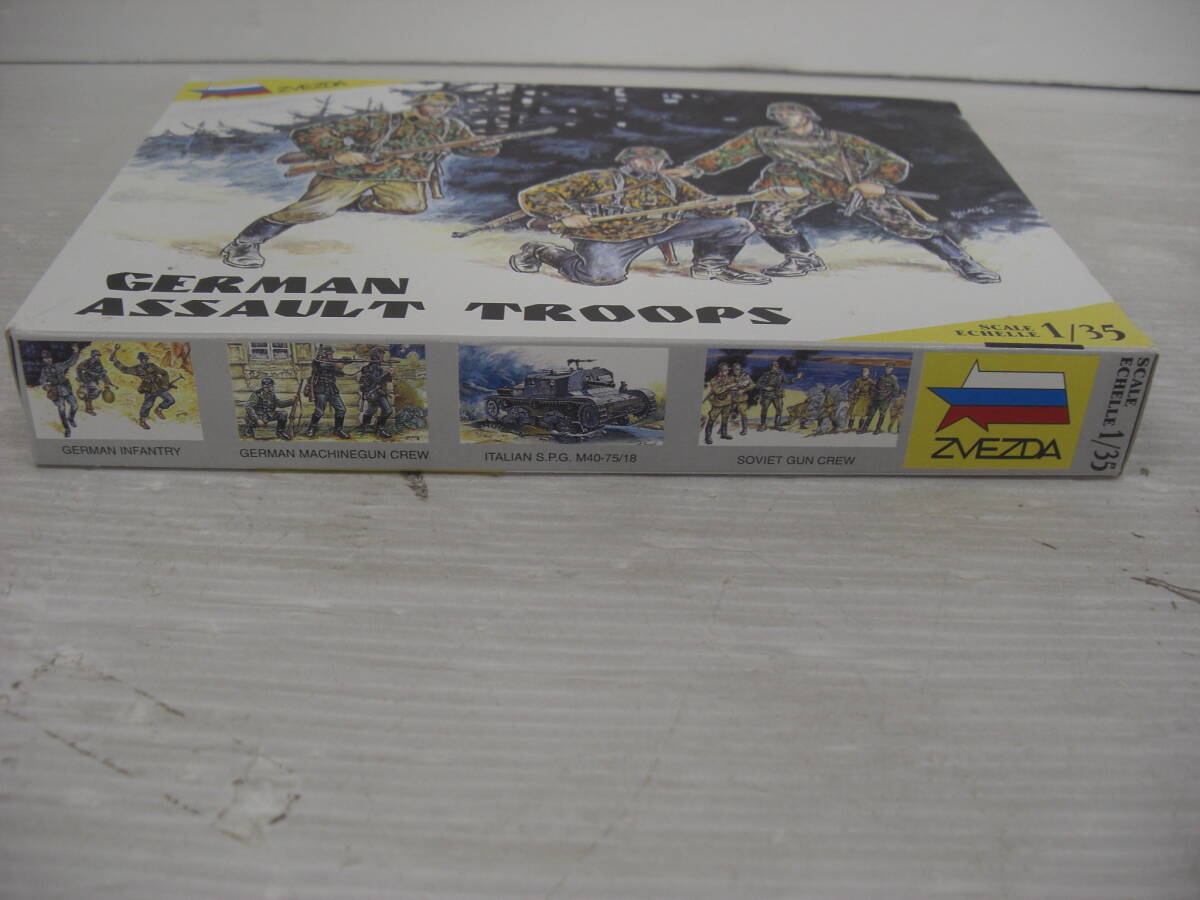 ZVEZDA
GERMAN
ASSAULT TROOPS
SCALE
ECHELLE 1/35
GERMAN INFANTRY
GERMAN MACHINEGUN CREW
ITALIAN S.P.G. M40-75/18
SOVIET GUN CREW
ZVEZDA
SCALE
ECHELLE 1/35